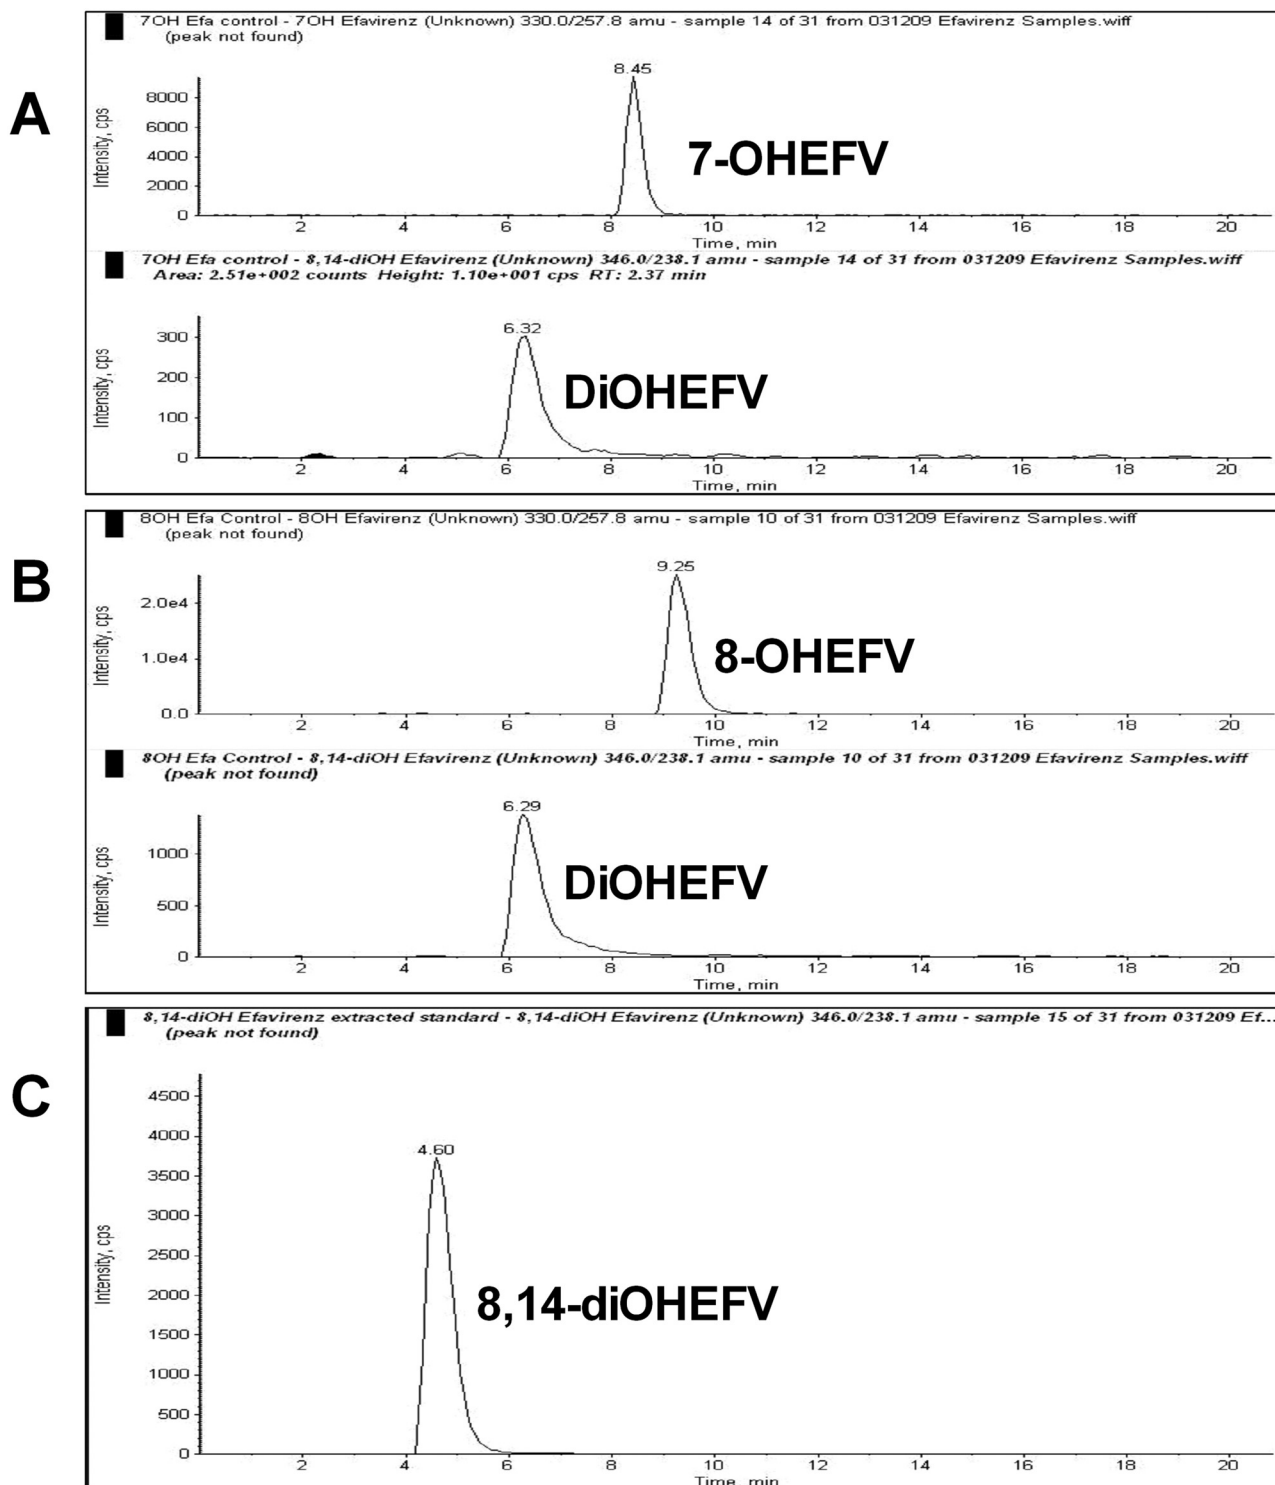 A
7OH Efa control - 7OH Efavirenz (Unknown) 330.0/257.8 amu - sample 14 of 31 from 031209 Efavirenz Samples.wiff
(peak not found)
8.45
7-OHEFV
Intensity, cps
8000
6000
4000
2000
0
2 4 6 8 10 12 14 16 18 20
Time, min
7OH Efa control - 8,14-diOH Efavirenz (Unknown) 346.0/238.1 amu - sample 14 of 31 from 031209 Efavirenz Samples.wiff
Area: 2.51e+002 counts Height: 1.10e+001 cps RT: 2.37 min
6.32
DiOHEFV
Intensity, cps
300
200
100
0
2 4 6 8 10 12 14 16 18 20
Time, min
B
8OH Efa Control - 8OH Efavirenz (Unknown) 330.0/257.8 amu - sample 10 of 31 from 031209 Efavirenz Samples.wiff
(peak not found)
9.25
8-OHEFV
Intensity, cps
2.0e4
1.0e4
0.0
2 4 6 8 10 12 14 16 18 20
Time, min
8OH Efa Control - 8,14-diOH Efavirenz (Unknown) 346.0/238.1 amu - sample 10 of 31 from 031209 Efavirenz Samples.wiff
(peak not found)
6.29
DiOHEFV
Intensity, cps
1000
500
0
2 4 6 8 10 12 14 16 18 20
Time, min
C
8,14-diOH Efavirenz extracted standard - 8,14-diOH Efavirenz (Unknown) 346.0/238.1 amu - sample 15 of 31 from 031209 Ef...
(peak not found)
4.60
8,14-diOHEFV
Intensity, cps
4500
4000
3500
3000
2500
2000
1500
1000
500
0
2 4 6 8 10 12 14 16 18 20
Time, min